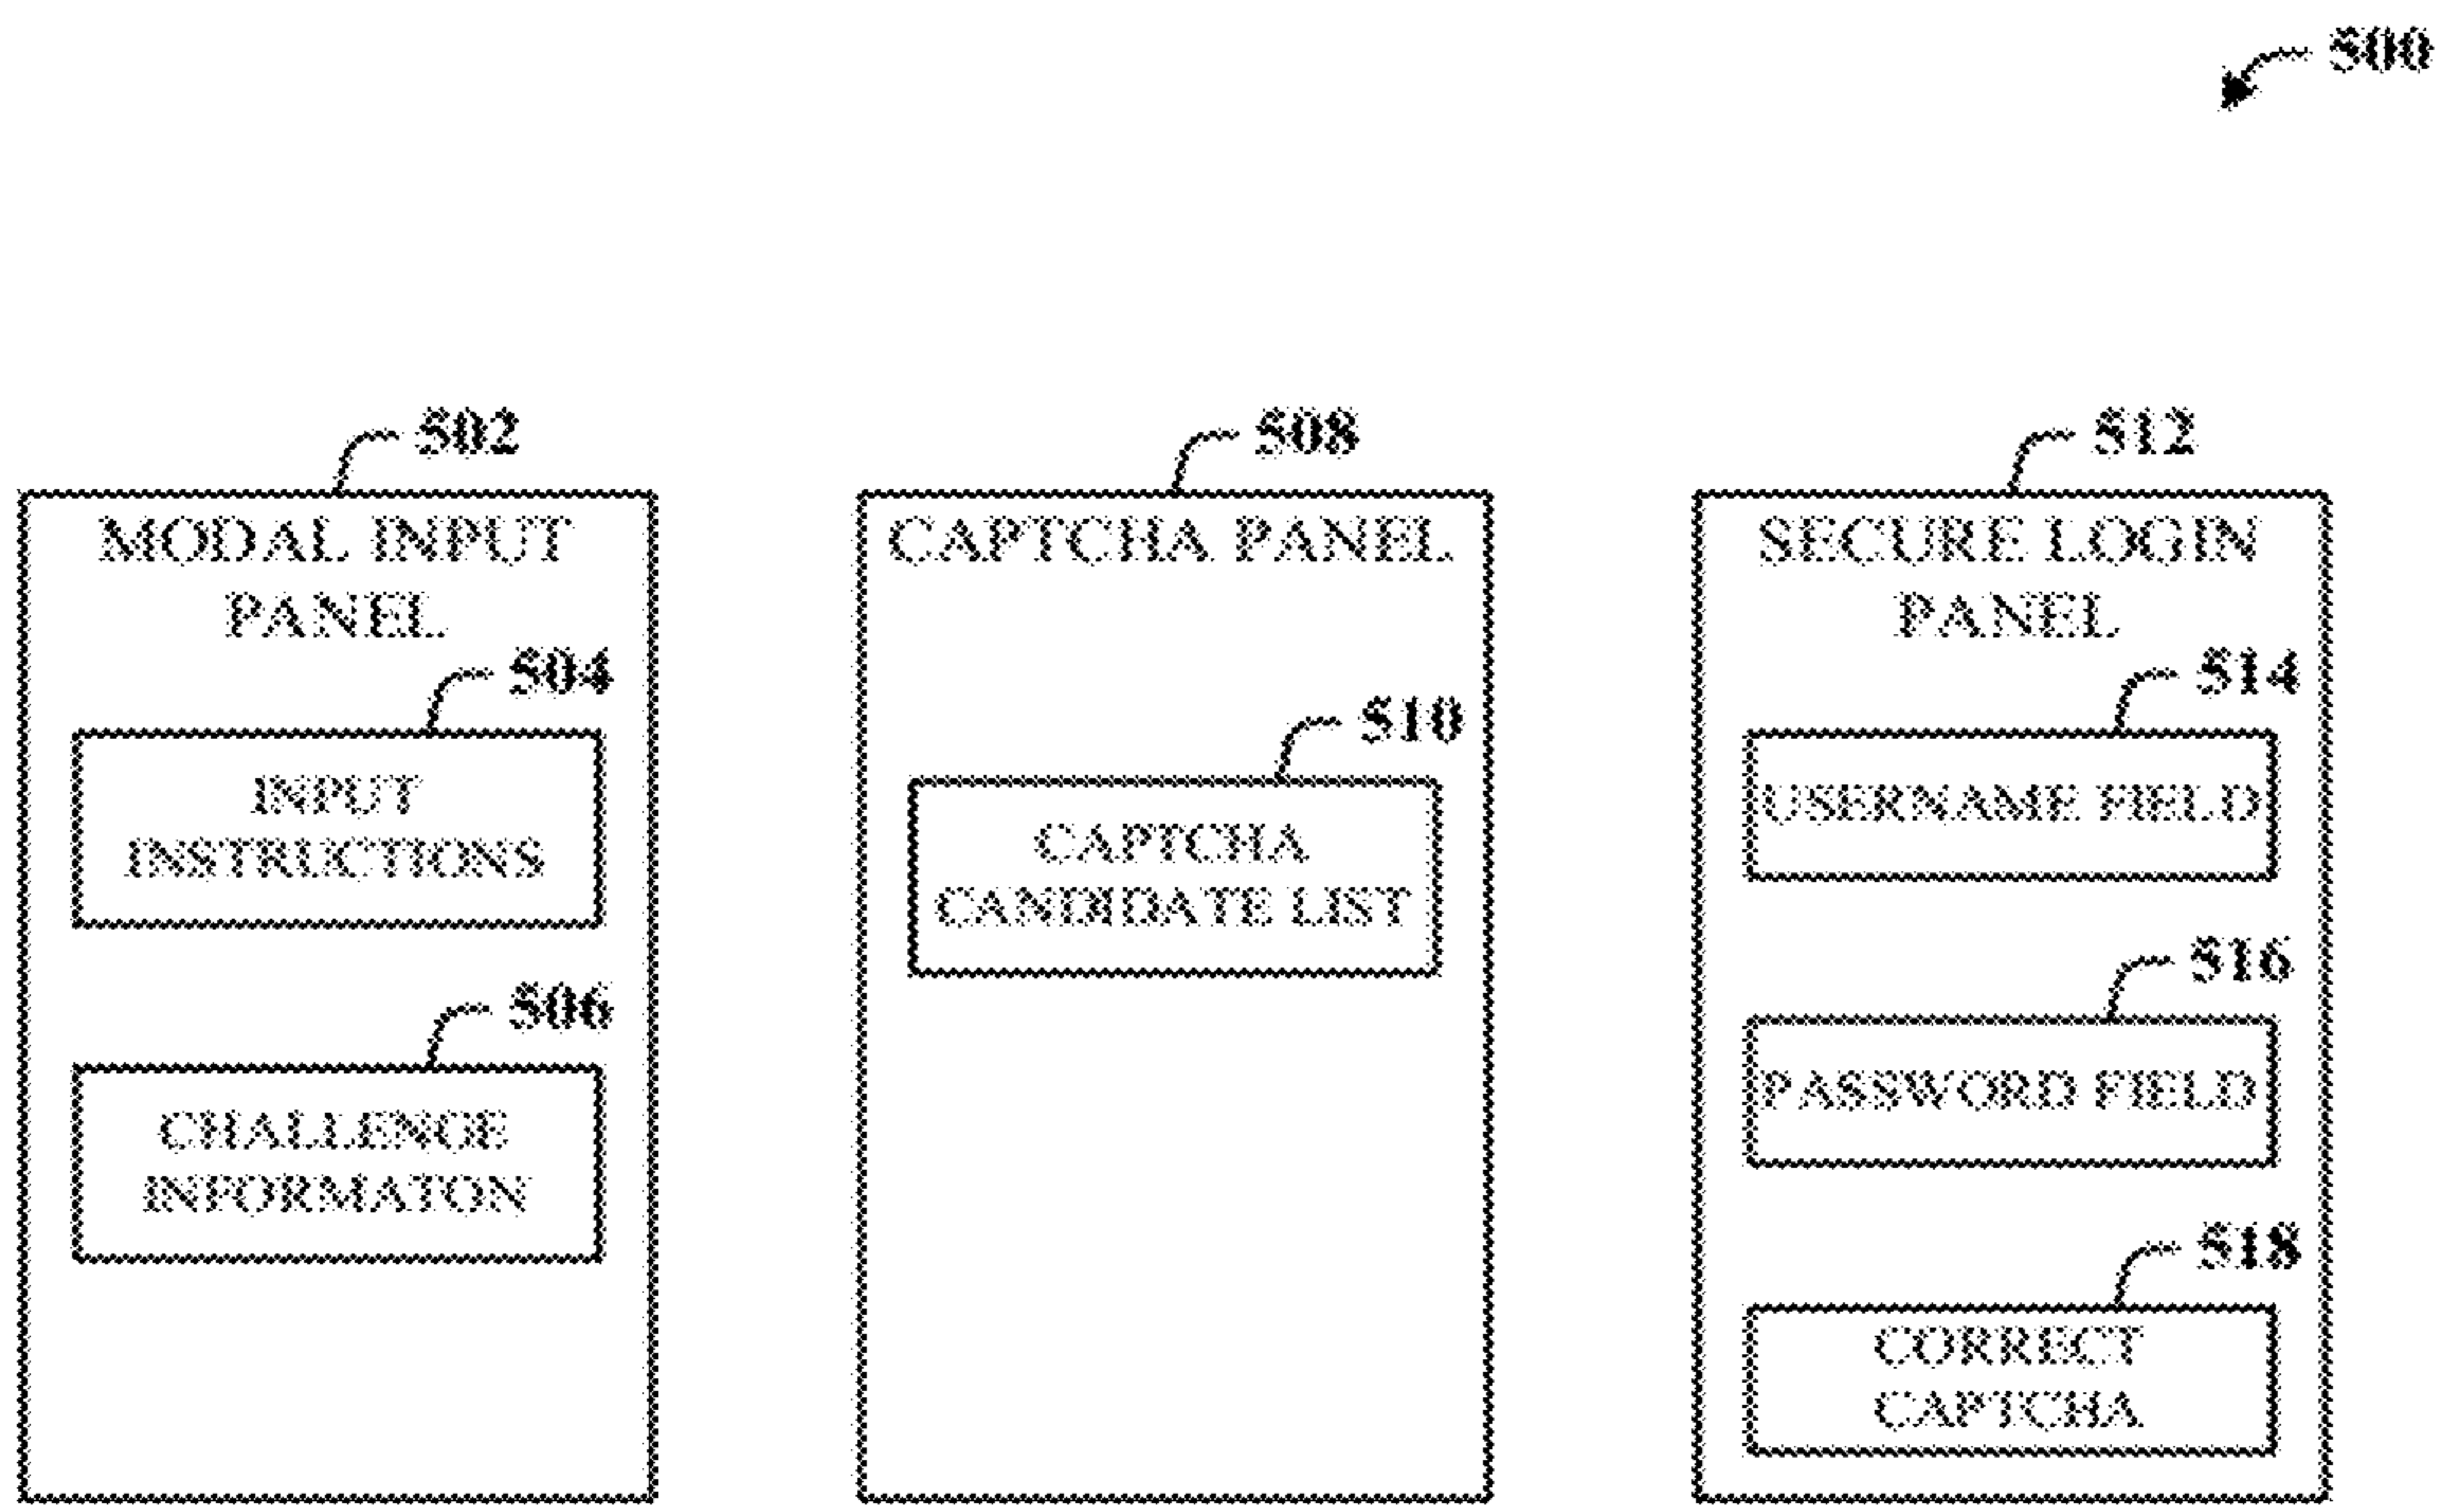 500
502
MODAL INPUT
PANEL
504
INPUT
INSTRUCTIONS
506
CHALLENGE
INFORMATON
508
CAPTCHA PANEL
510
CAPTCHA
CANDIDATE LIST
512
SECURE LOGIN
PANEL
514
USERNAME FIELD
516
PASSWORD FIELD
518
CORRECT
CAPTCHA